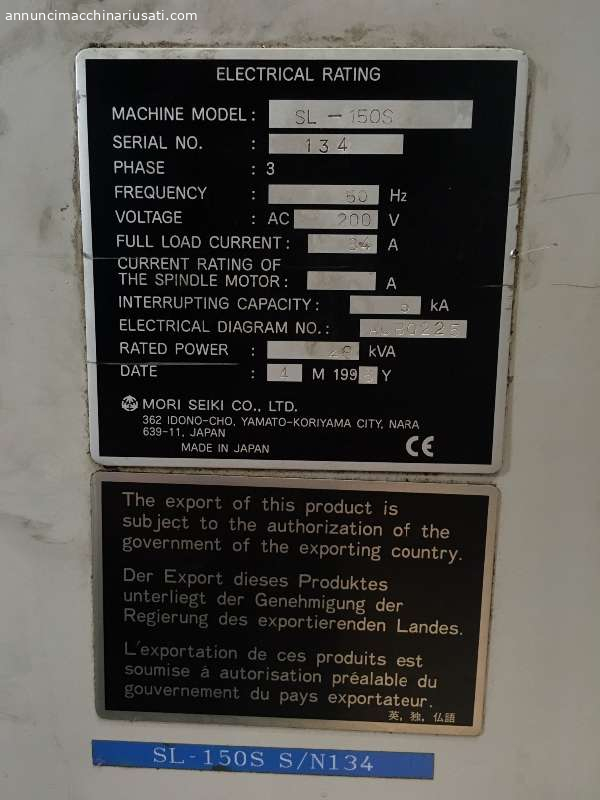 annuncimacchinariusati.com
ELECTRICAL RATING
MACHINE MODEL: SL-150S
SERIAL NO. : 134
PHASE : 3
FREQUENCY : Hz
VOLTAGE : AC 200 V
FULL LOAD CURRENT: A
CURRENT RATING OF
THE SPINDLE MOTOR: A
INTERRUPTING CAPACITY: kA
ELECTRICAL DIAGRAM NO.:
RATED POWER : kVA
DATE : 4 M 199 Y
MORI SEIKI CO., LTD.
362 IDONO-CHO, YAMATO-KORIYAMA CITY, NARA
639-11, JAPAN
MADE IN JAPAN
CE
The export of this product is
subject to the authorization of the
government of the exporting country.
Der Export dieses Produktes
unterliegt der Genehmigung der
Regierung des exportierenden Landes.
L'exportation de ces produits est
soumise á autorisation préalable du
gouvernement du pays exportateur.
英, 独, 仏語
SL-150S S/N134